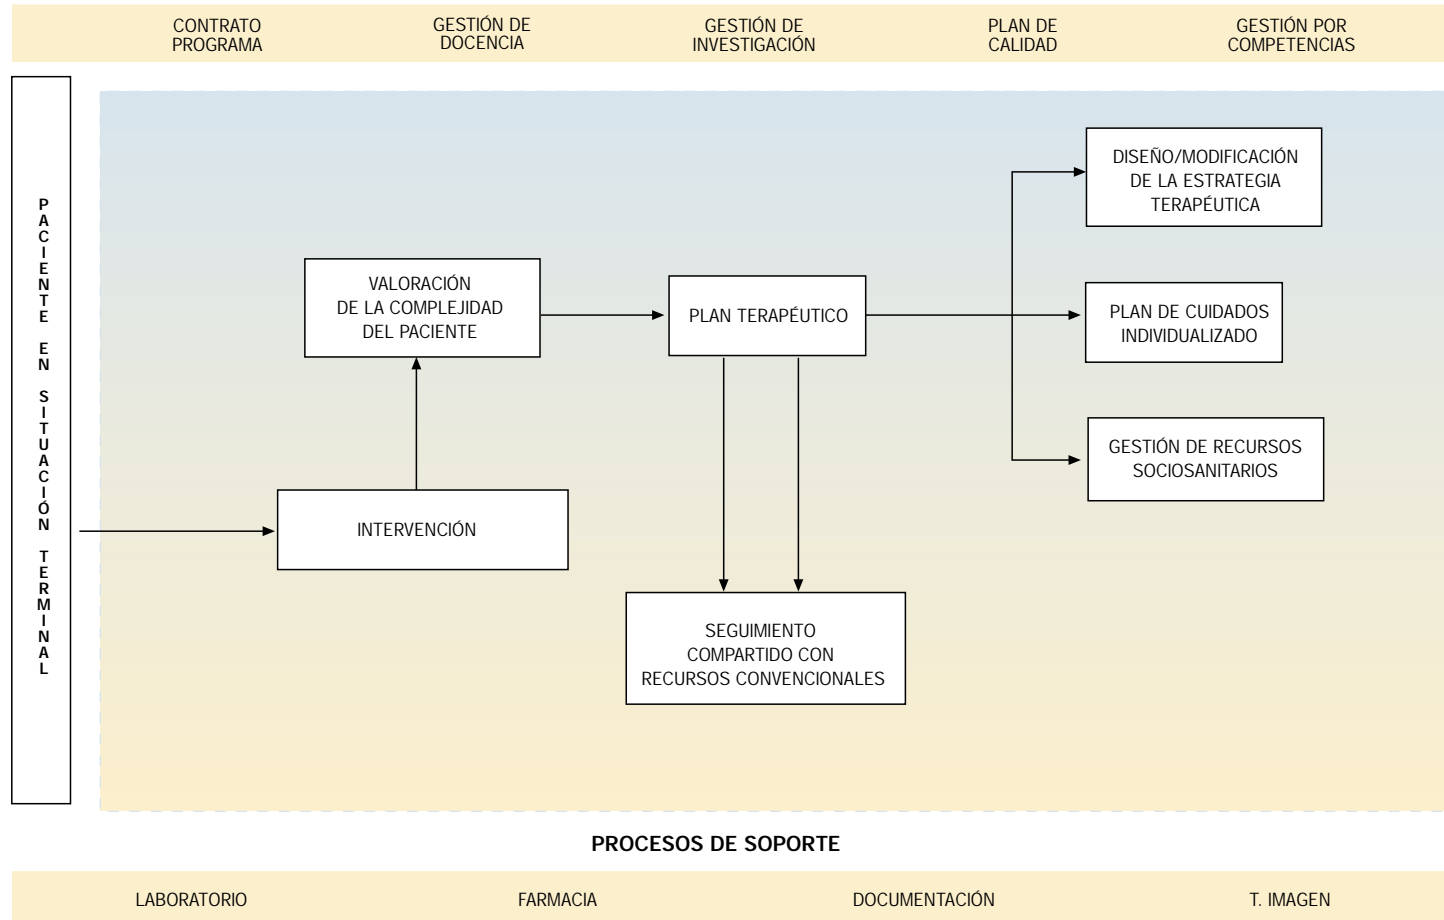 CONTRATO
PROGRAMA
GESTIÓN DE
DOCENCIA
GESTIÓN DE
INVESTIGACIÓN
PLAN DE
CALIDAD
GESTIÓN POR
COMPETENCIAS
PACIENTE EN SITUACIÓN TERMINAL
DISEÑO/MODIFICACIÓN
DE LA ESTRATEGIA
TERAPÉUTICA
VALORACIÓN
DE LA COMPLEJIDAD
DEL PACIENTE
PLAN TERAPÉUTICO
PLAN DE CUIDADOS
INDIVIDUALIZADO
GESTIÓN DE RECURSOS
SOCIOSANITARIOS
INTERVENCIÓN
SEGUIMIENTO
COMPARTIDO CON
RECURSOS CONVENCIONALES
PROCESOS DE SOPORTE
LABORATORIO
FARMACIA
DOCUMENTACIÓN
T. IMAGEN